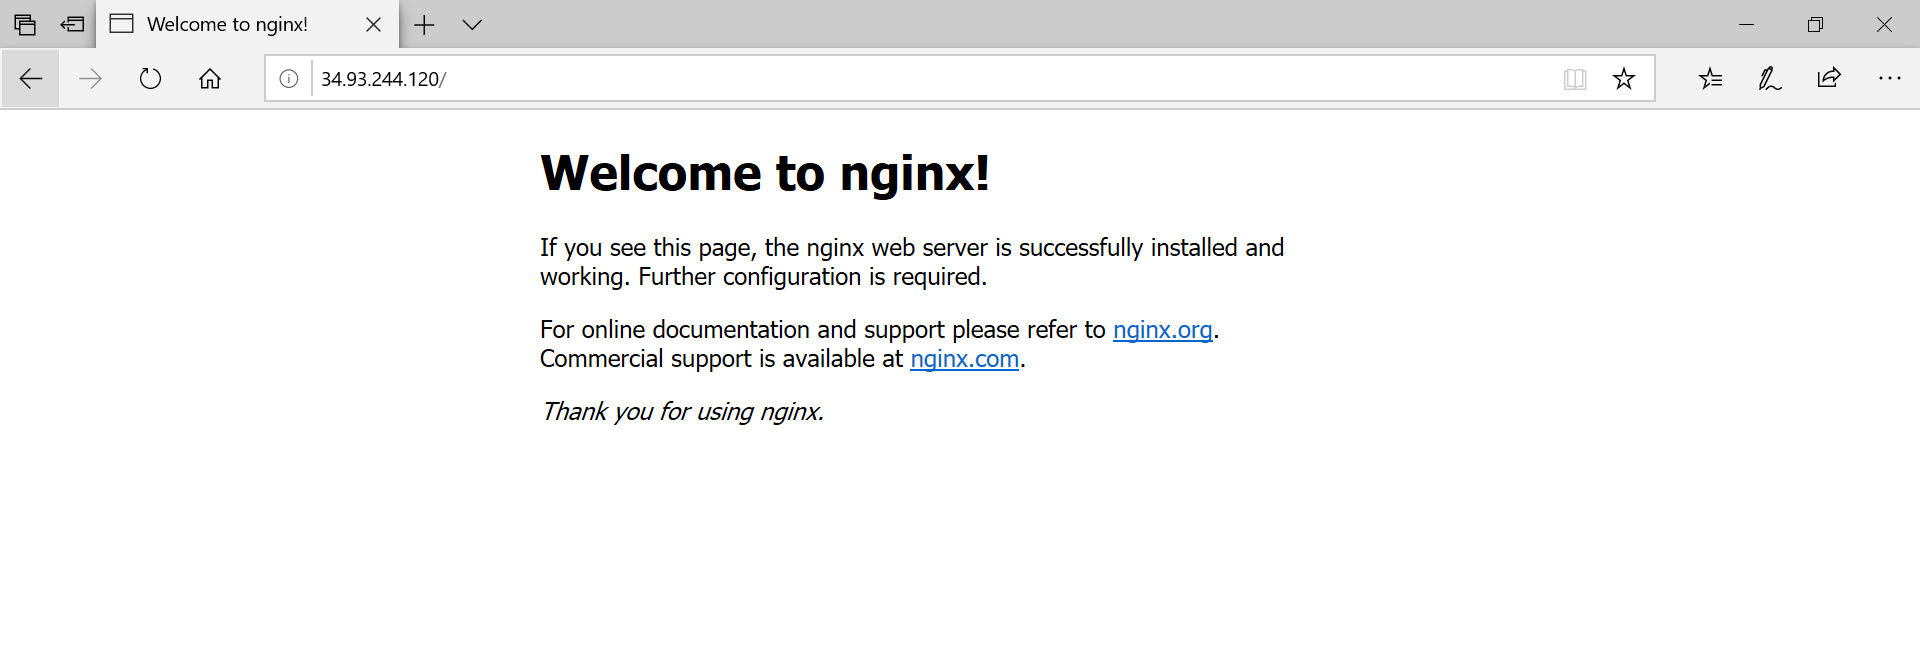 Welcome to nginx!
34.93.244.120/
Welcome to nginx!
If you see this page, the nginx web server is successfully installed and
working. Further configuration is required.
For online documentation and support please refer to nginx.org.
Commercial support is available at nginx.com.
Thank you for using nginx.